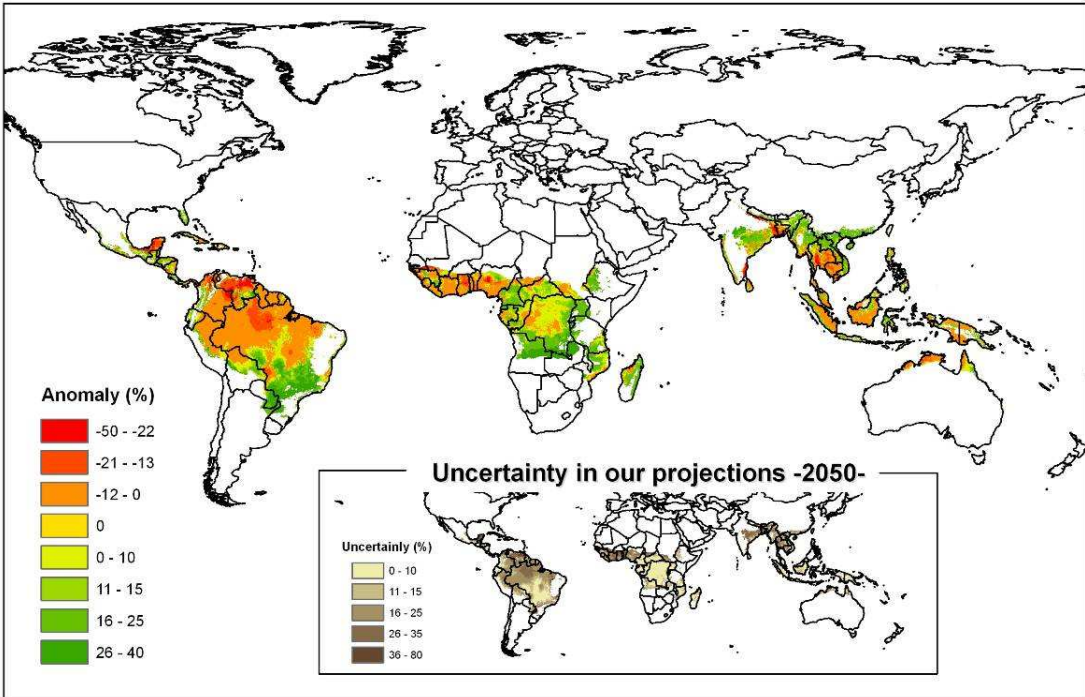 Anomaly (%)
-50 - -22
-21 - -13
-12 - 0
0
0 - 10
11 - 15
16 - 25
26 - 40
Uncertainty in our projections -2050-
Uncertainly (%)
0 - 10
11 - 15
16 - 25
26 - 35
36 - 80